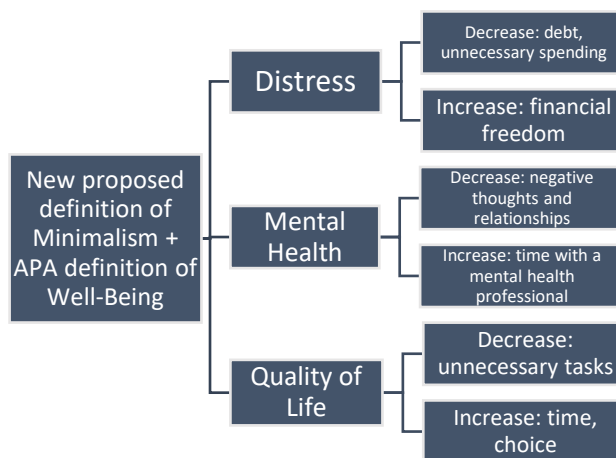 New proposed
definition of
Minimalism +
APA definition of
Well-Being
Distress
Decrease: debt,
unnecessary spending
Increase: financial
freedom
Mental
Health
Decrease: negative
thoughts and
relationships
Increase: time with a
mental health
professional
Quality of
Life
Decrease:
unnecessary tasks
Increase: time,
choice